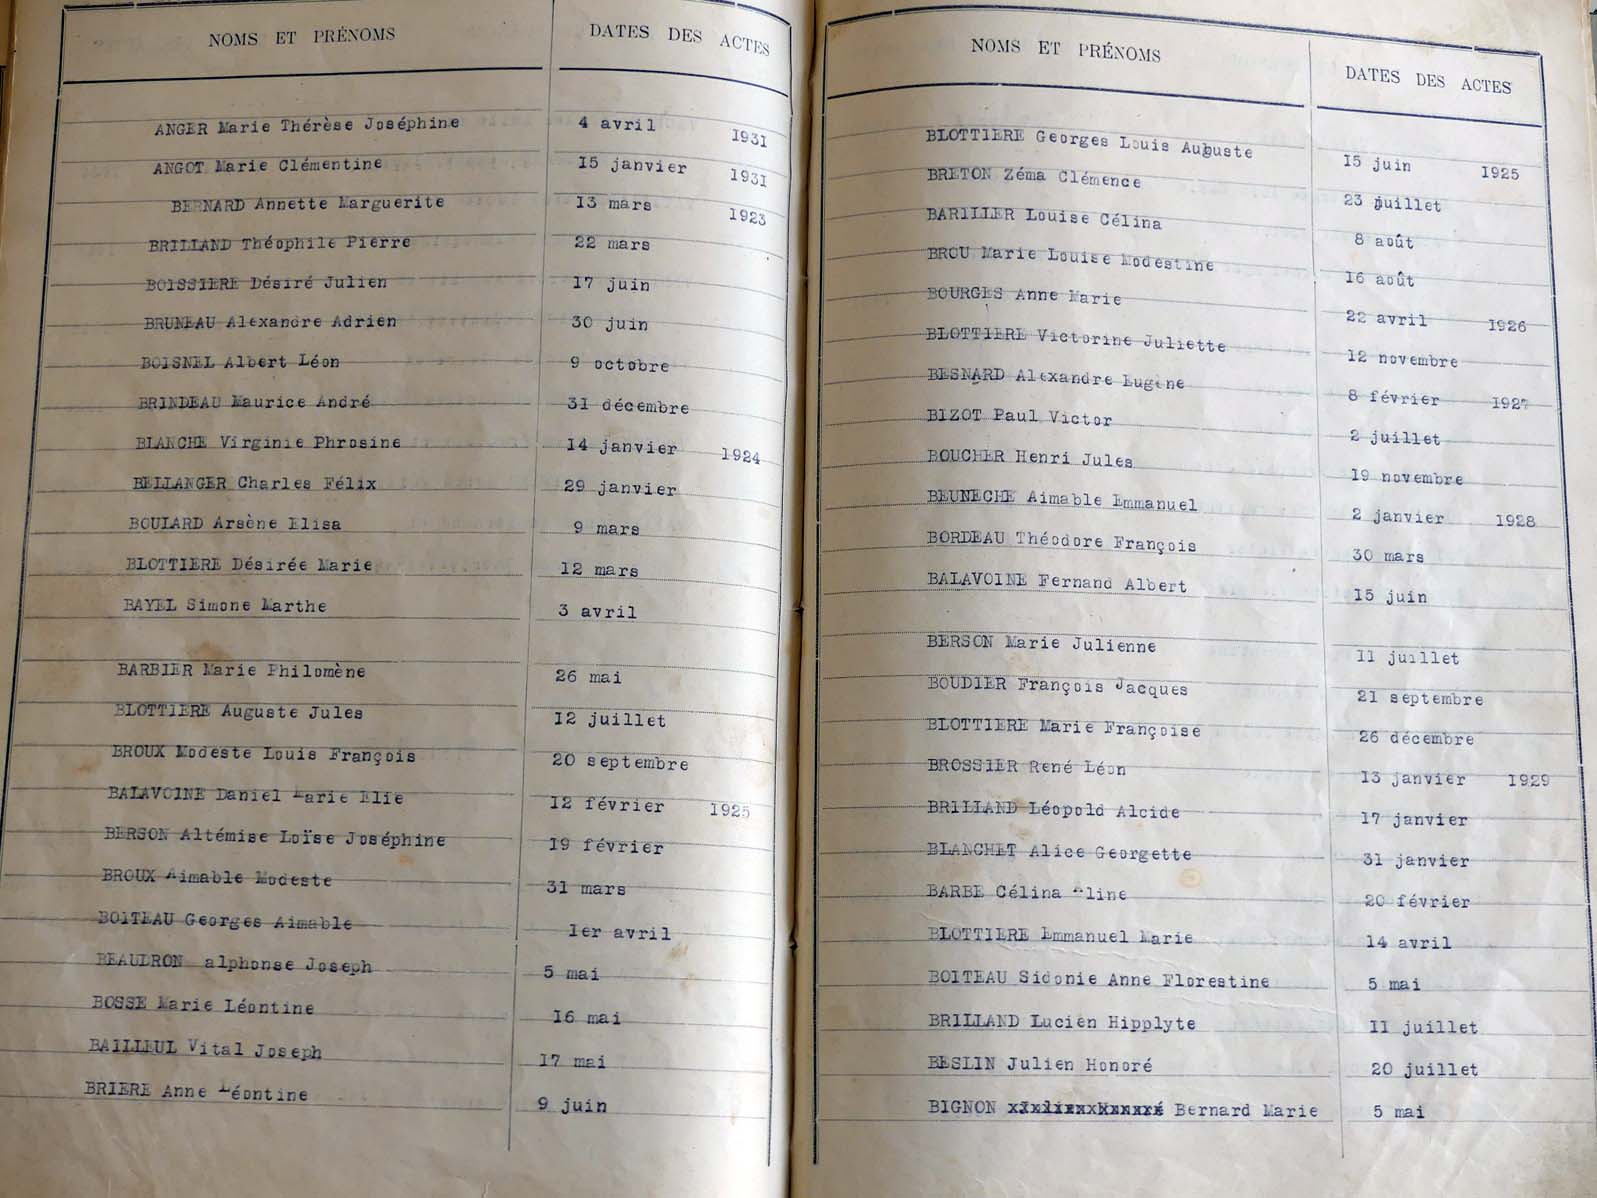 NOMS ET PRÉNOMS DATES DES ACTES
ANGER Marie Thérèse Joséphine 4 avril 1931
ANGOT Marie Clémentine 15 janvier 1931
BERNARD Annette Marguerite 13 mars 1923
BRILLAND Théophile Pierre 22 mars
BOISSIERE Désiré Julien 17 juin
BRUNEAU Alexandre Adrien 30 juin
BOISNEL Albert Léon 9 octobre
BRINDEAU Maurice André 31 décembre
BLANCHE Virginie Phrosine 14 janvier 1924
BELLANGER Charles Félix 29 janvier
BOULARD Arsène Elisa 9 mars
BLOTTIERE Désirée Marie 12 mars
BAYEL Simone Marthe 3 avril
BARBIER Marie Philomène 26 mai
BLOTTIERE Auguste Jules 12 juillet
BROUX Modeste Louis François 20 septembre
BALAVOINE Daniel Marie Elie 12 février 1925
BERSON Altémise Loïse Joséphine 19 février
BROUX Aimable Modeste 31 mars
BOITEAU Georges Aimable 1er avril
BEAUDRON alphonse Joseph 5 mai
BOSSE Marie Léontine 16 mai
BAILLEUL Vital Joseph 17 mai
BRIERE Anne Léontine 9 juin
NOMS ET PRÉNOMS DATES DES ACTES
BLOTTIERE Georges Louis Auguste 15 juin 1925
BRETON Zéma Clémence 23 juillet
BARILLER Louise Célina 8 août
BROU Marie Louise Modestine 16 août
BOURGES Anne Marie 22 avril 1926
BLOTTIERE Victorine Juliette 12 novembre
BESNARD Alexandre Eugène 8 février 1927
BIZOT Paul Victor 2 juillet
BOUCHER Henri Jules 19 novembre
BEUNECHE Aimable Emmanuel 2 janvier 1928
BORDEAU Théodore François 30 mars
BALAVOINE Fernand Albert 15 juin
BERSON Marie Julienne 11 juillet
BOUDIER François Jacques 21 septembre
BLOTTIERE Marie Françoise 26 décembre
BROSSIER René Léon 13 janvier 1929
BRILLAND Léopold Alcide 17 janvier
BLANCHET Alice Georgette 31 janvier
BARBE Célina Aline 20 février
BLOTTIERE Emmanuel Marie 14 avril
BOITEAU Sidonie Anne Florestine 5 mai
BRILLAND Lucien Hipplyte 11 juillet
BESLIN Julien Honoré 20 juillet
BIGNON Bernard Marie 5 mai